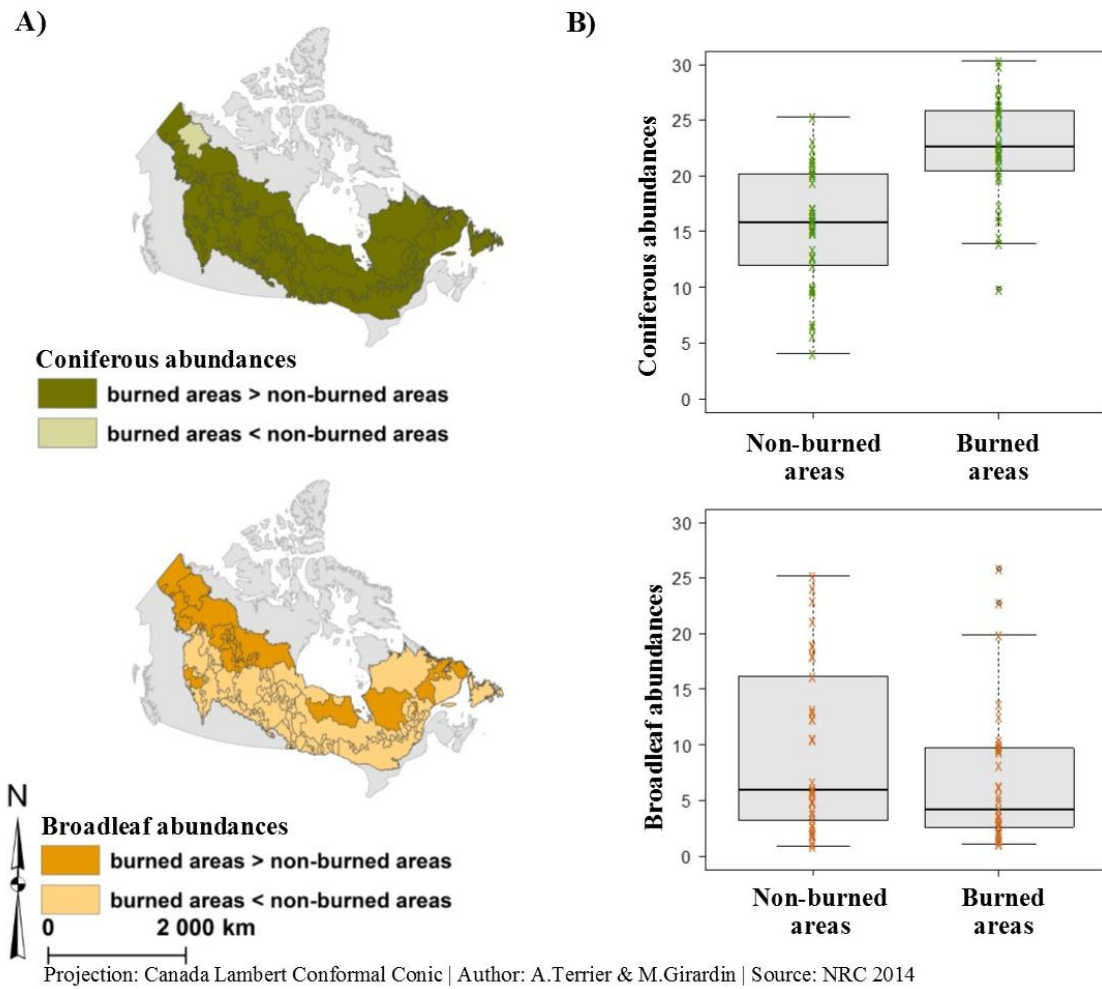 A)
Coniferous abundances
burned areas > non-burned areas
burned areas < non-burned areas
N
Broadleaf abundances
burned areas > non-burned areas
burned areas < non-burned areas
0 2 000 km
B)
Coniferous abundances
30
25
20
15
10
5
0
Non-burned areas
Burned areas
Broadleaf abundances
30
25
20
15
10
5
0
Non-burned areas
Burned areas
Projection: Canada Lambert Conformal Conic | Author: A.Terrier & M.Girardin | Source: NRC 2014